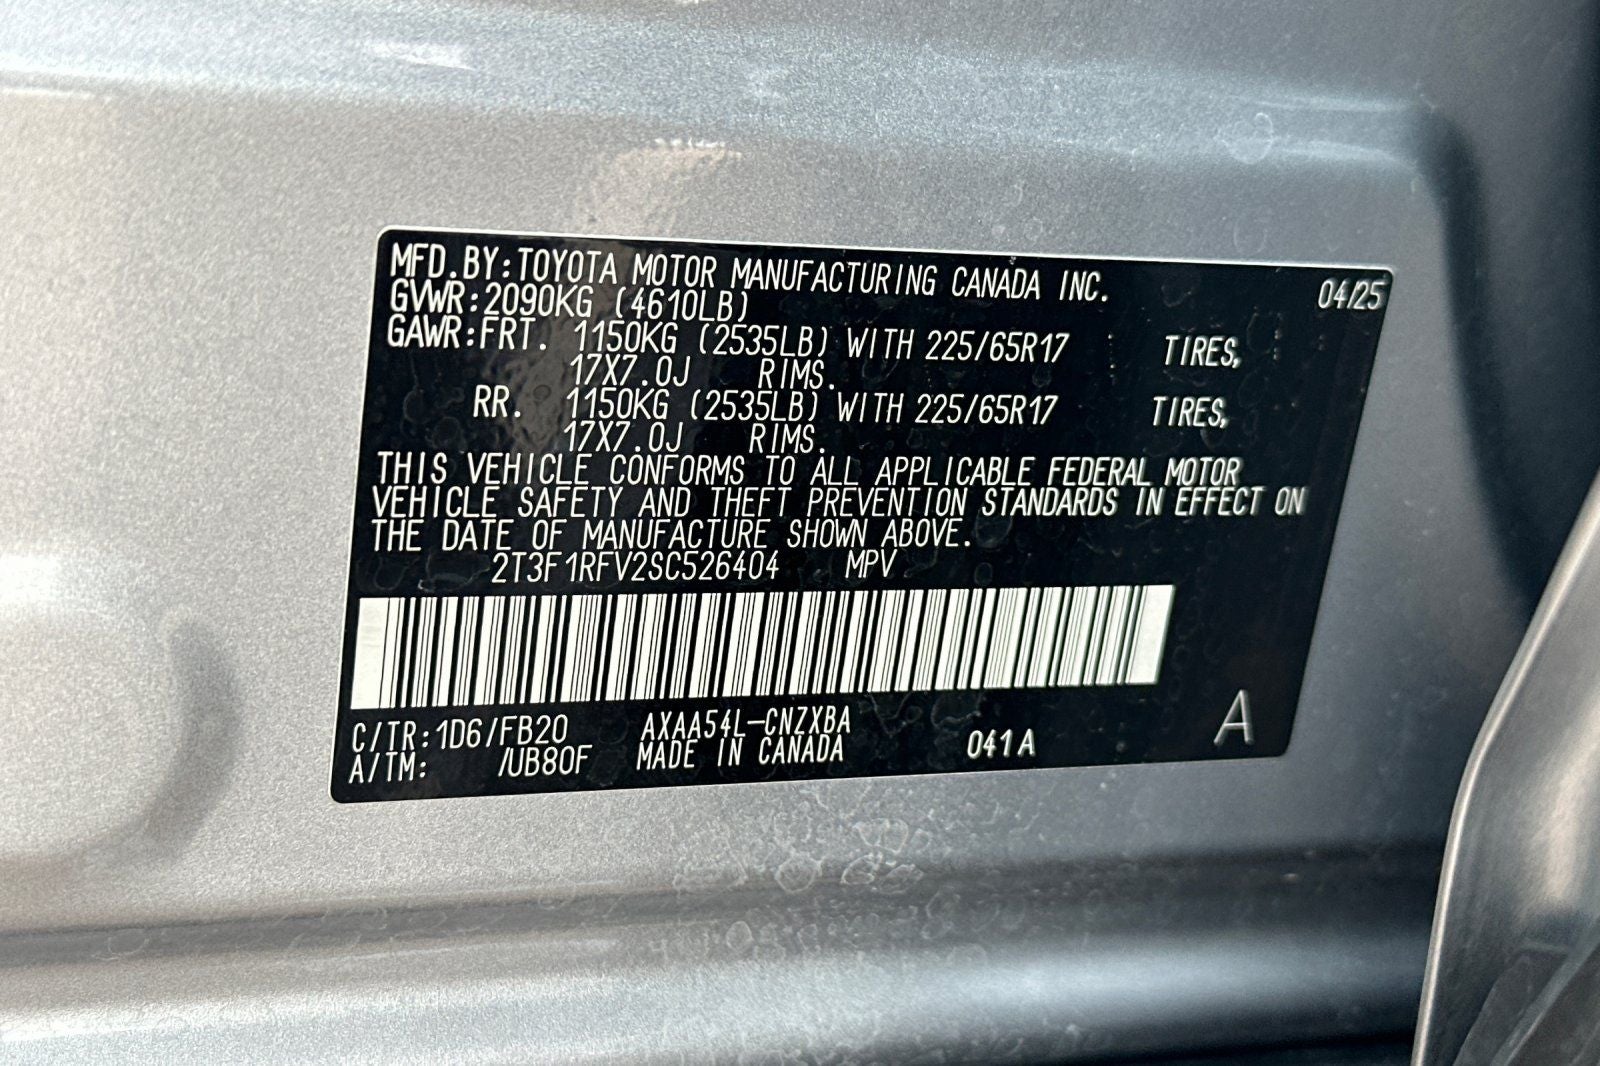 MFD.BY:TOYOTA MOTOR MANUFACTURING CANADA INC. 04/25
GVWR:2090KG (4610LB)
GAWR:FRT. 1150KG (2535LB) WITH 225/65R17 TIRES,
17X7.0J RIMS.
RR. 1150KG (2535LB) WITH 225/65R17 TIRES,
17X7.0J RIMS.
THIS VEHICLE CONFORMS TO ALL APPLICABLE FEDERAL MOTOR
VEHICLE SAFETY AND THEFT PREVENTION STANDARDS IN EFFECT ON
THE DATE OF MANUFACTURE SHOWN ABOVE.
2T3F1RFV2SC526404 MPV
C/TR:1D6/FB20 AXAA54L-CNZXBA
A/TM: /UB80F MADE IN CANADA 041A A